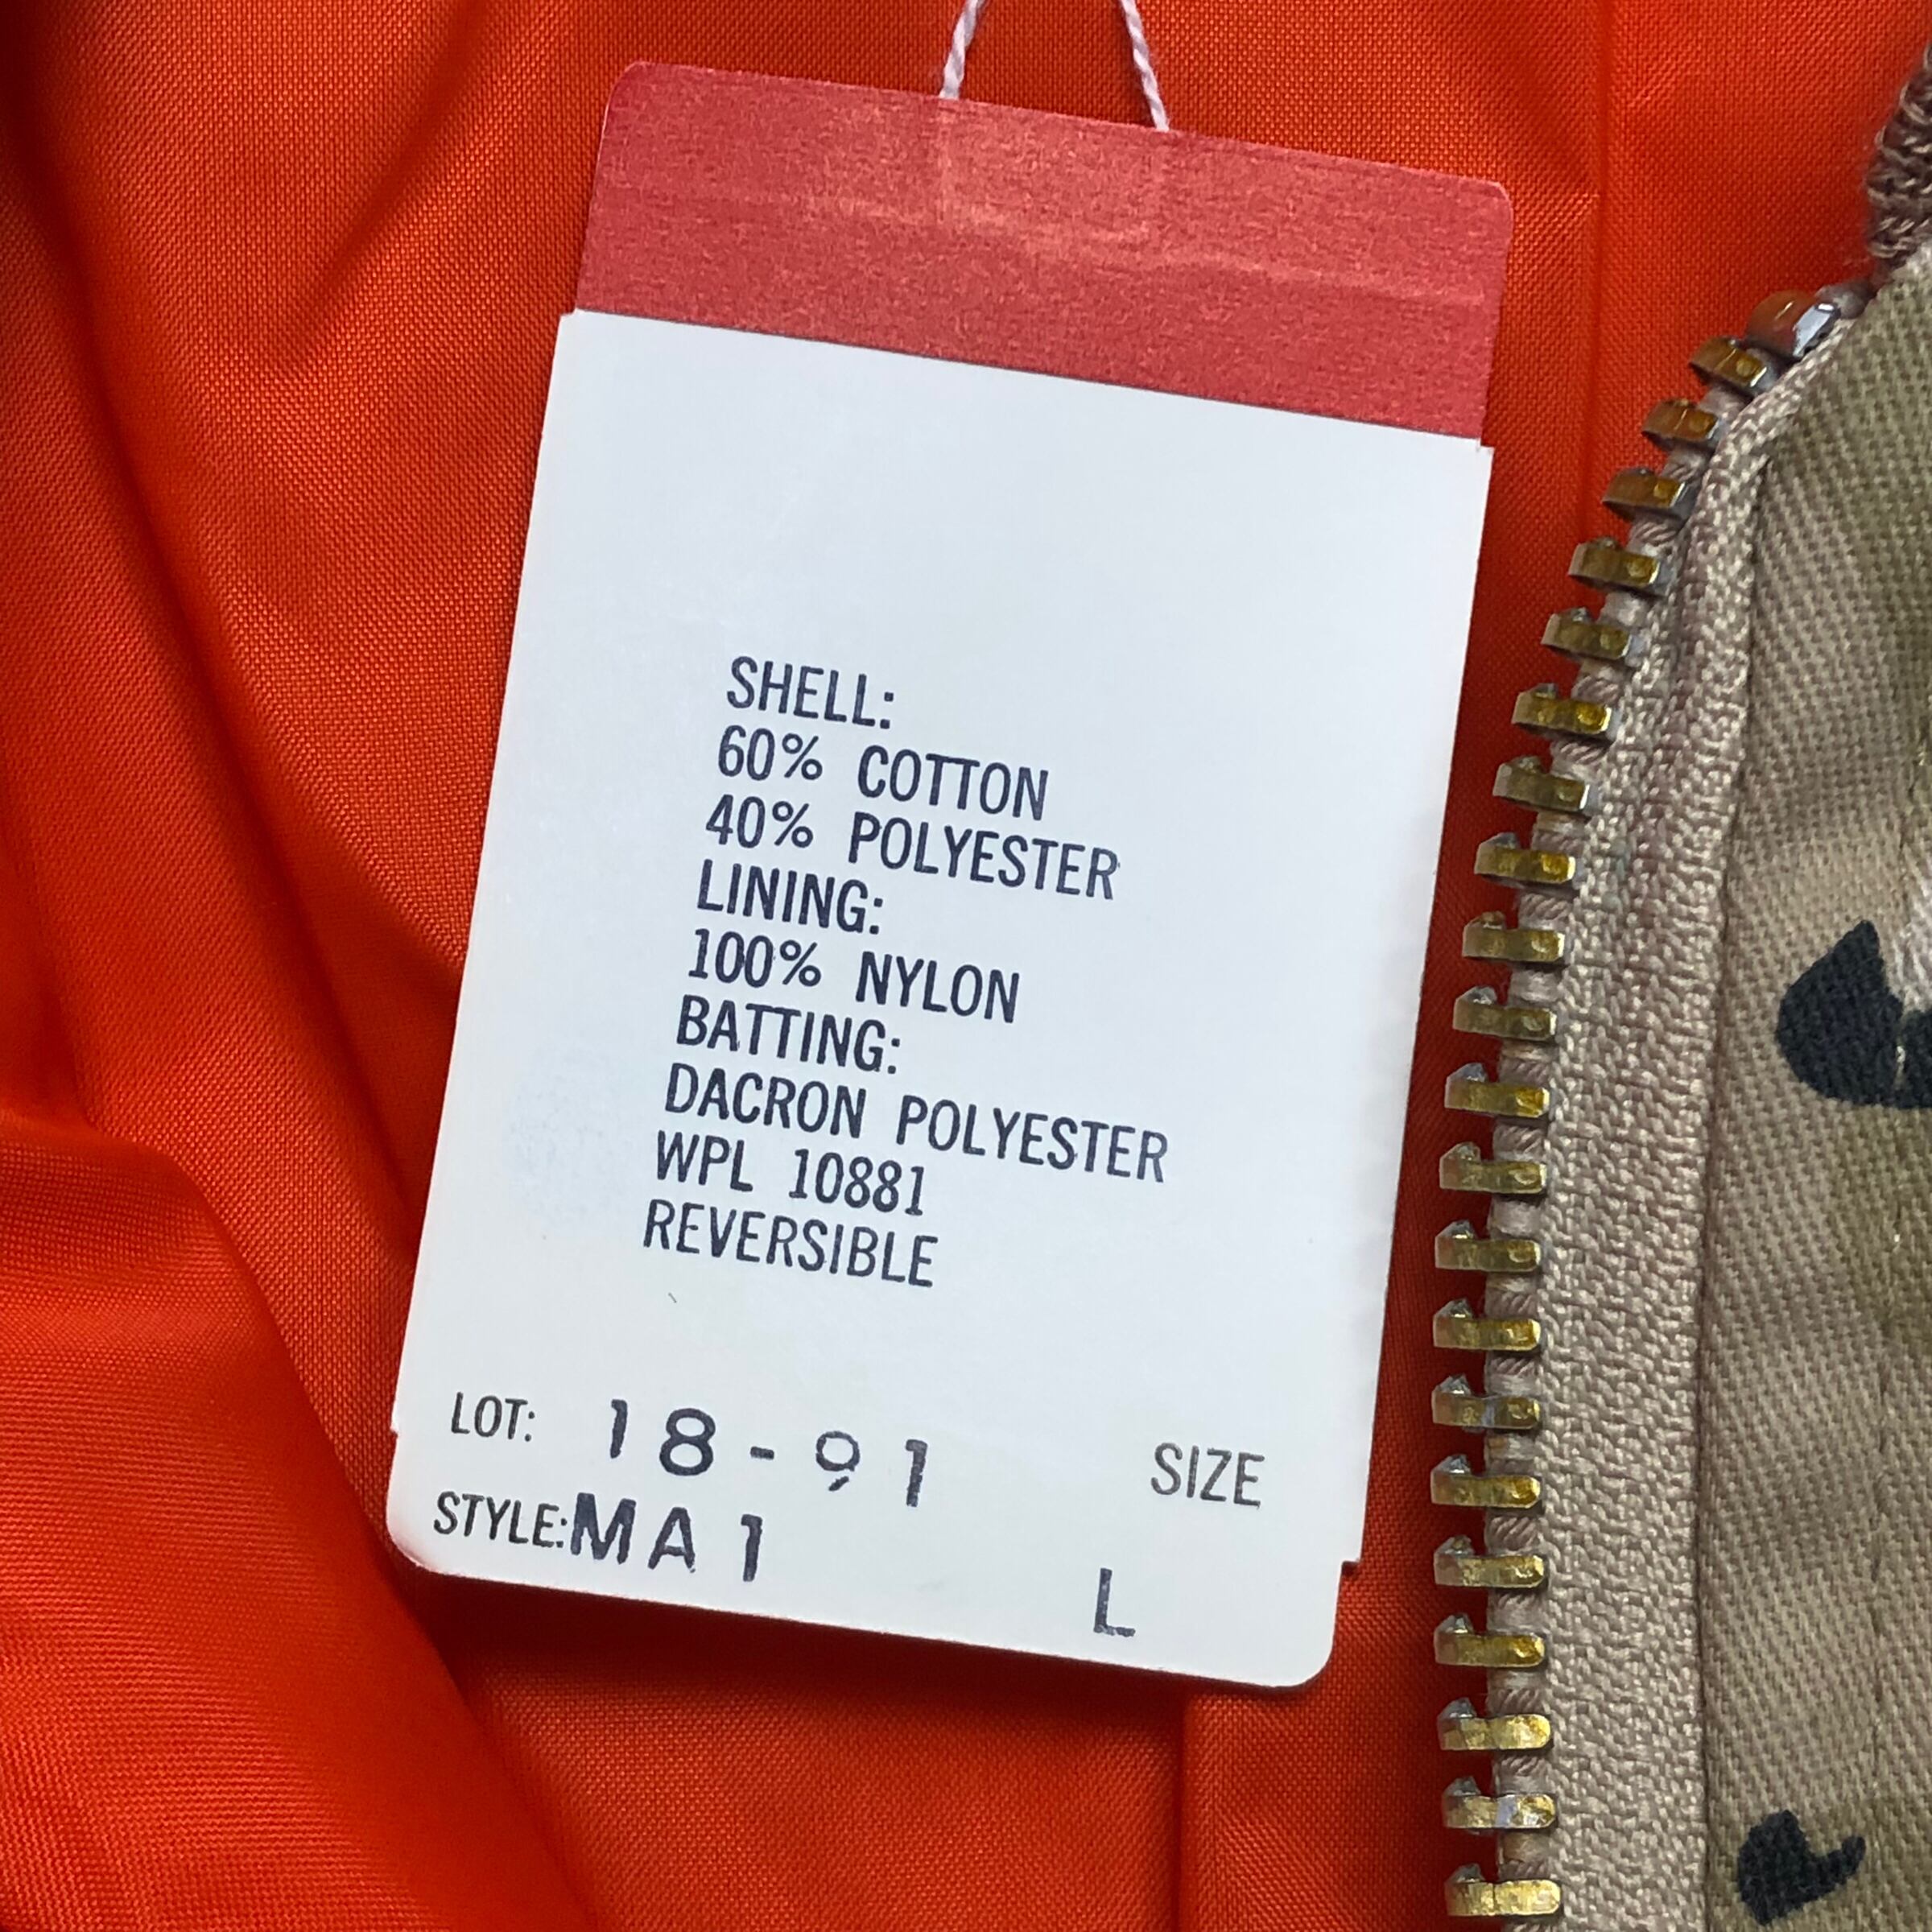 SHELL:
60% COTTON
40% POLYESTER
LINING:
100% NYLON
BATTING:
DACRON POLYESTER
WPL 10881
REVERSIBLE
LOT: 18-91
SIZE
STYLE: MA1
L